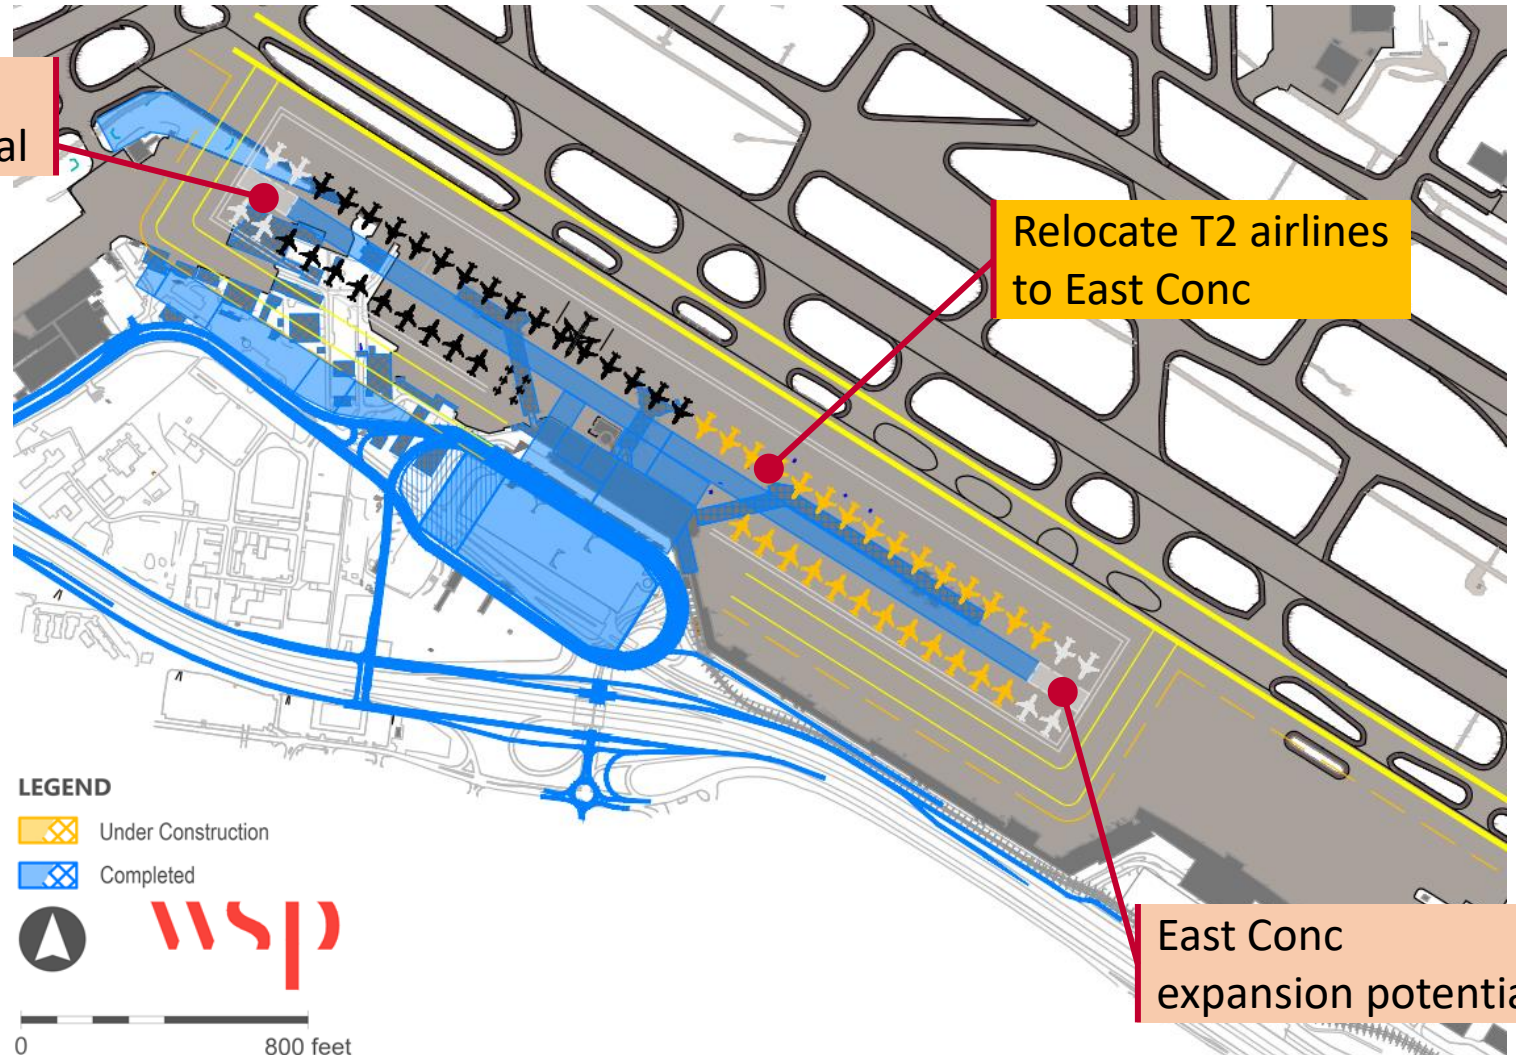 al
Relocate T2 airlines
to East Conc
LEGEND
Under Construction
Completed
wsp
0 800 feet
East Conc
expansion potentia